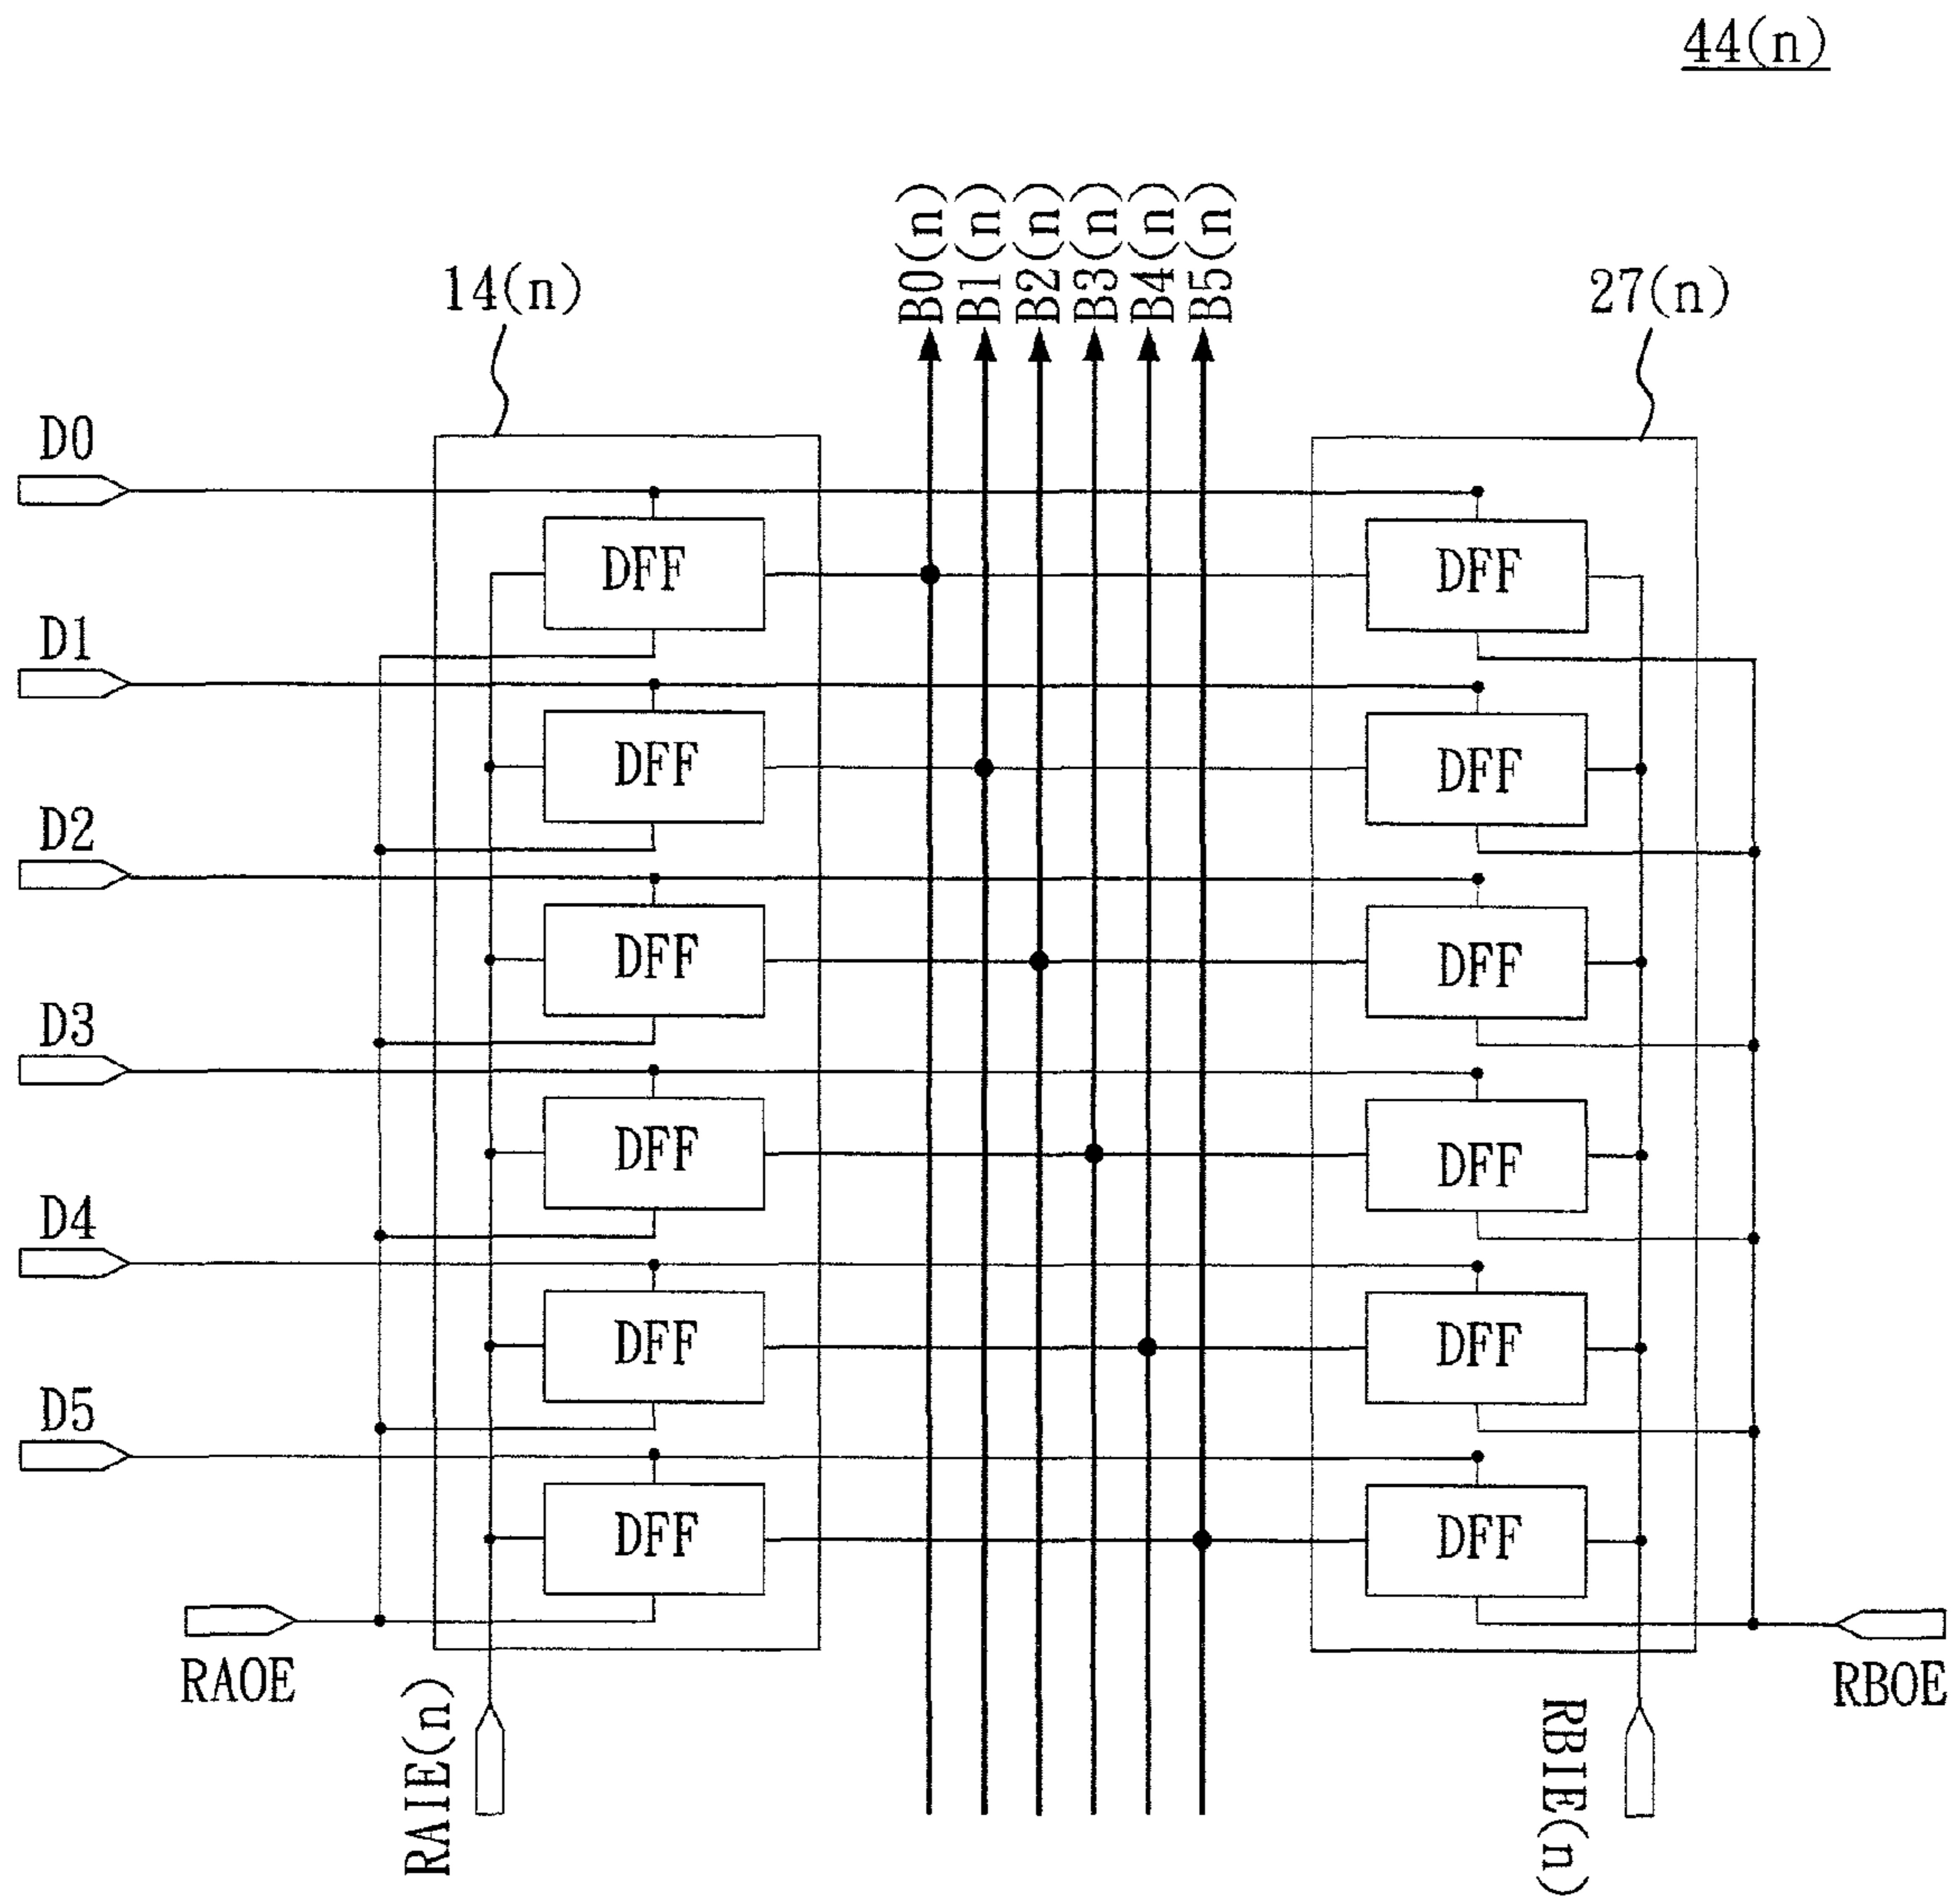 44(n)
B0(n)
B1(n)
B2(n)
B3(n)
B4(n)
B5(n)
14(n)
27(n)
D0
DFF
DFF
D1
DFF
DFF
D2
DFF
DFF
D3
DFF
DFF
D4
DFF
DFF
D5
DFF
DFF
RAOE
RAIE(n)
RBIE(n)
RBOE